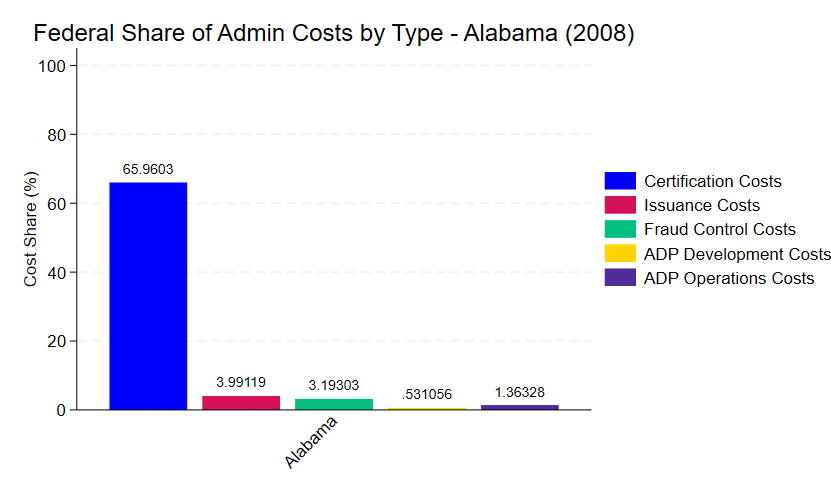 Federal Share of Admin Costs by Type - Alabama (2008)
Cost Share (%)
100
80
60
40
20
0
65.9603
3.99119
3.19303
.531056
1.36328
Alabama
Certification Costs
Issuance Costs
Fraud Control Costs
ADP Development Costs
ADP Operations Costs